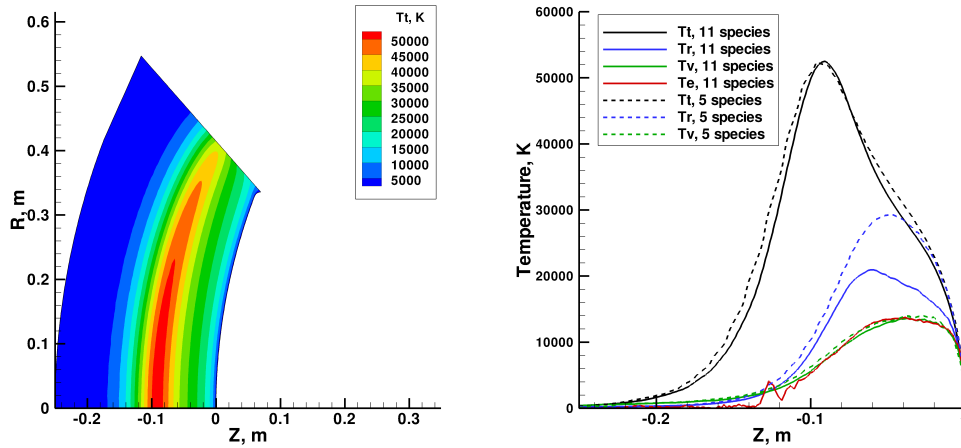 Tt, K
50000
45000
40000
35000
30000
25000
20000
15000
10000
5000
R, m
0.6
0.5
0.4
0.3
0.2
0.1
0
-0.2
-0.1
0
0.1
0.2
0.3
Z, m
Temperature, K
60000
50000
40000
30000
20000
10000
0
Tt, 11 species
Tr, 11 species
Tv, 11 species
Te, 11 species
Tt, 5 species
Tr, 5 species
Tv, 5 species
-0.2
-0.1
Z, m